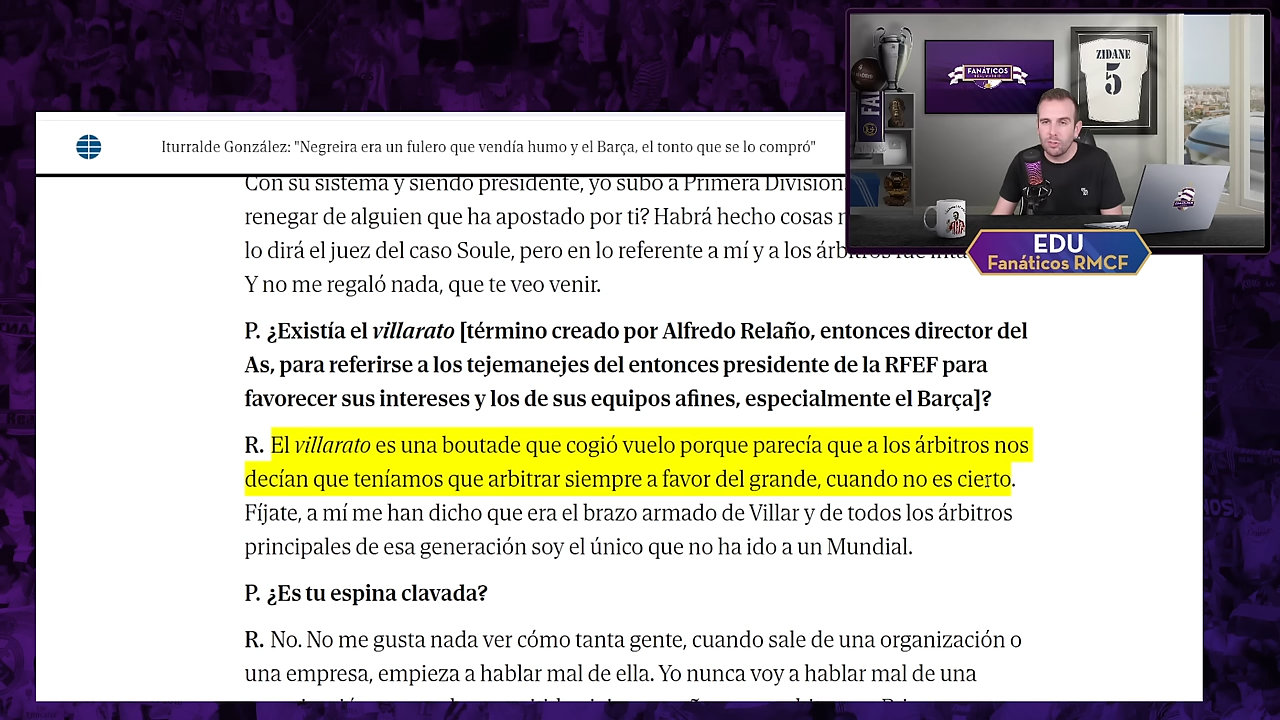 Iturralde González: "Negreira era un fulero que vendía humo y el Barça, el tonto que se lo compró"
Con su sistema y siendo presidente, yo subo a Primera División.
renegar de alguien que ha apostado por ti? Habrá hecho cosas
lo dirá el juez del caso Soule, pero en lo referente a mí y a los
Y no me regaló nada, que te veo venir.
P. ¿Existía el villarato [término creado por Alfredo Relaño, entonces director del
As, para referirse a los tejemanejes del entonces presidente de la RFEF para
favorecer sus intereses y los de sus equipos afines, especialmente el Barça]?
R. El villarato es una boutade que cogió vuelo porque parecía que a los árbitros nos
decían que teníamos que arbitrar siempre a favor del grande, cuando no es cierto.
Fíjate, a mí me han dicho que era el brazo armado de Villar y de todos los árbitros
principales de esa generación soy el único que no ha ido a un Mundial.
P. ¿Es tu espina clavada?
R. No. No me gusta nada ver cómo tanta gente, cuando sale de una organización o
una empresa, empieza a hablar mal de ella. Yo nunca voy a hablar mal de una
FANÁTICOS
ZIDANE
5
EDU
Fanáticos RMCF